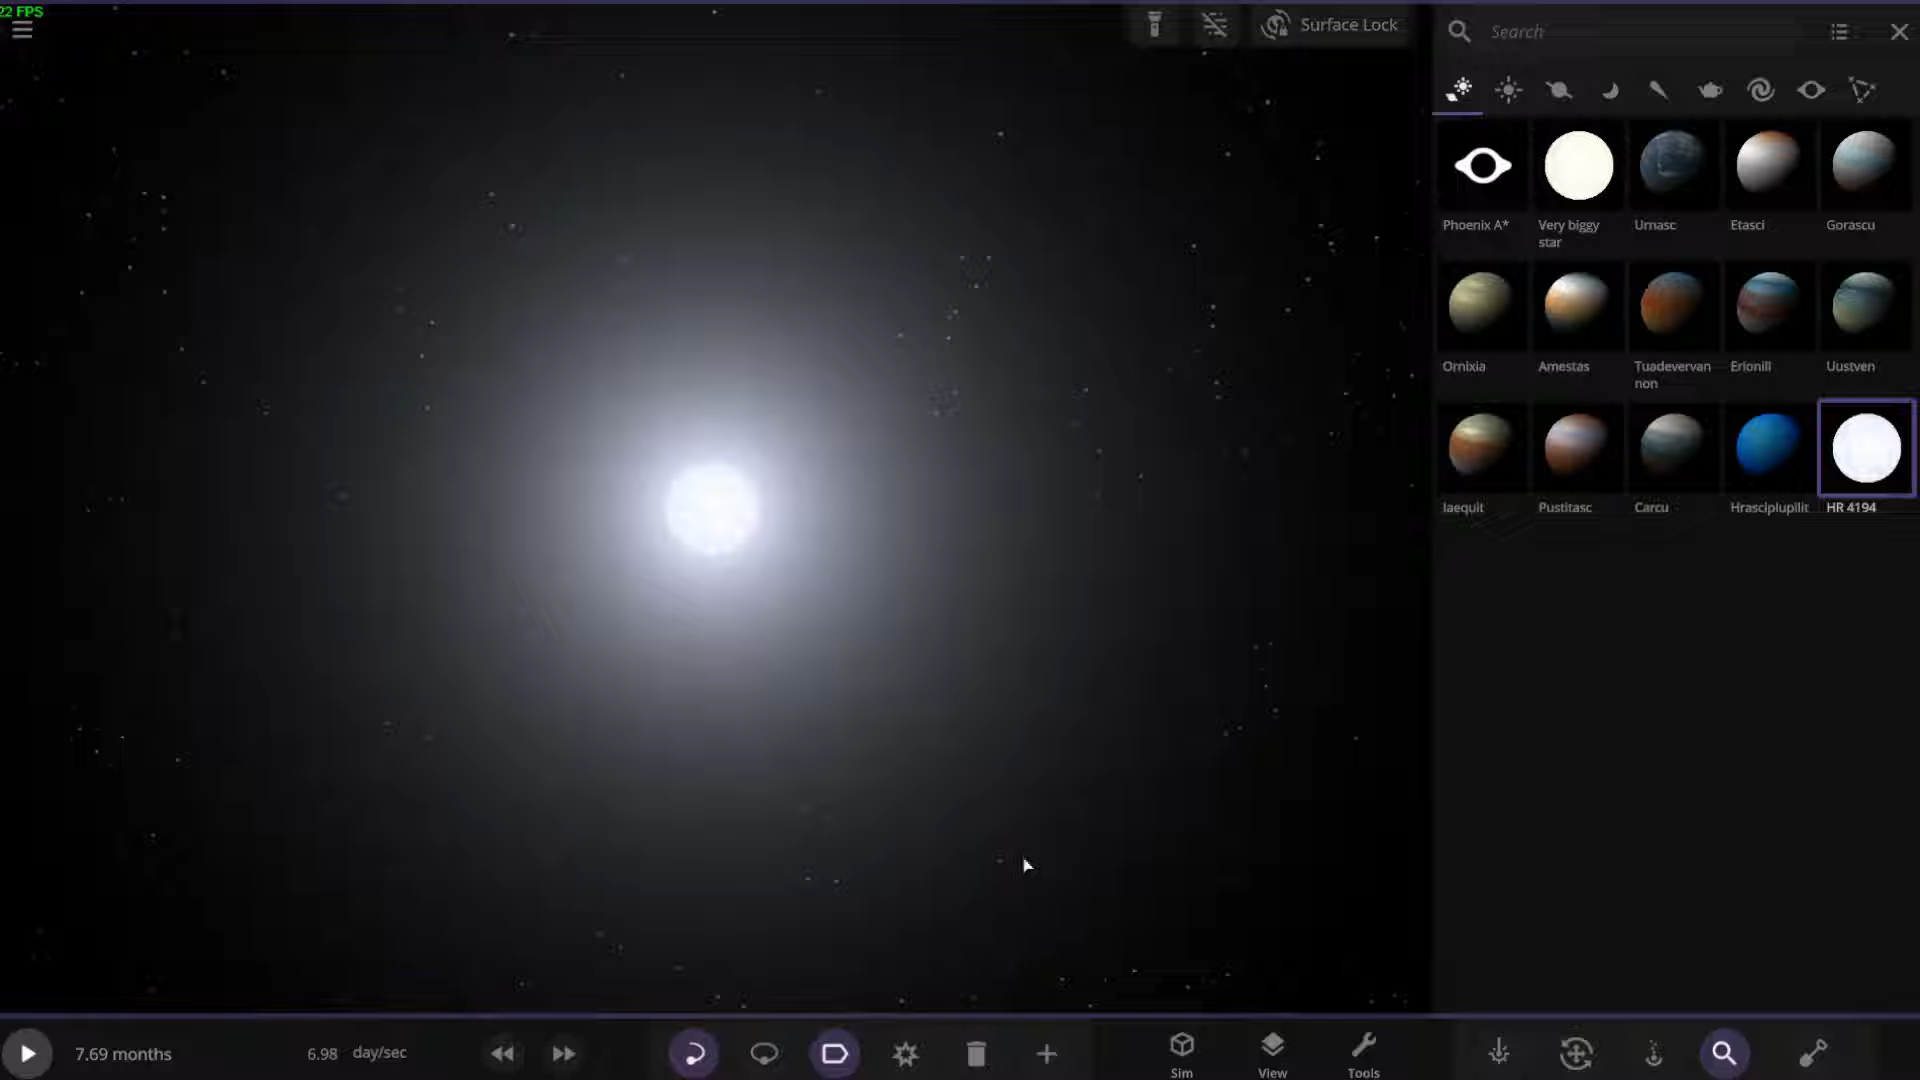 22 FPS
Surface Lock
Search
Phoenix A*
Very biggy
star
Urnasc
Etasci
Gorascu
Ornixia
Amestas
Tuadevervan
non
Erionill
Uustven
Iaequit
Pustitasc
Carcu
Hrasciplupilit
HR 4194
7.69 months
6.98 day/sec
Sim
View
Tools